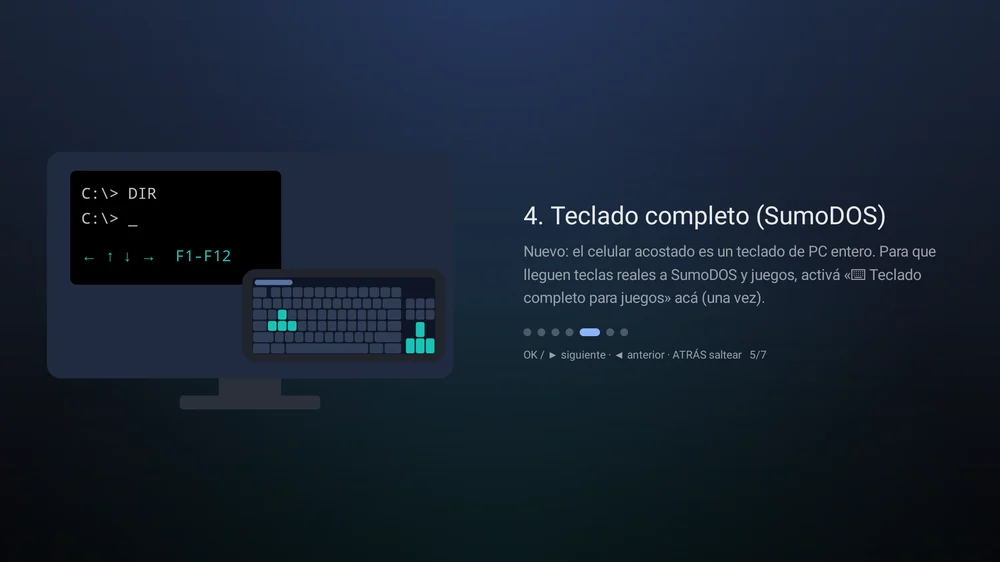 C:\> DIR
C:\> _
← ↑ ↓ → F1-F12
4. Teclado completo (SumoDOS)
Nuevo: el celular acostado es un teclado de PC entero. Para que
lleguen teclas reales a SumoDOS y juegos, activá «⌨ Teclado
completo para juegos» acá (una vez).
OK / ► siguiente · ◄ anterior · ATRÁS saltear 5/7